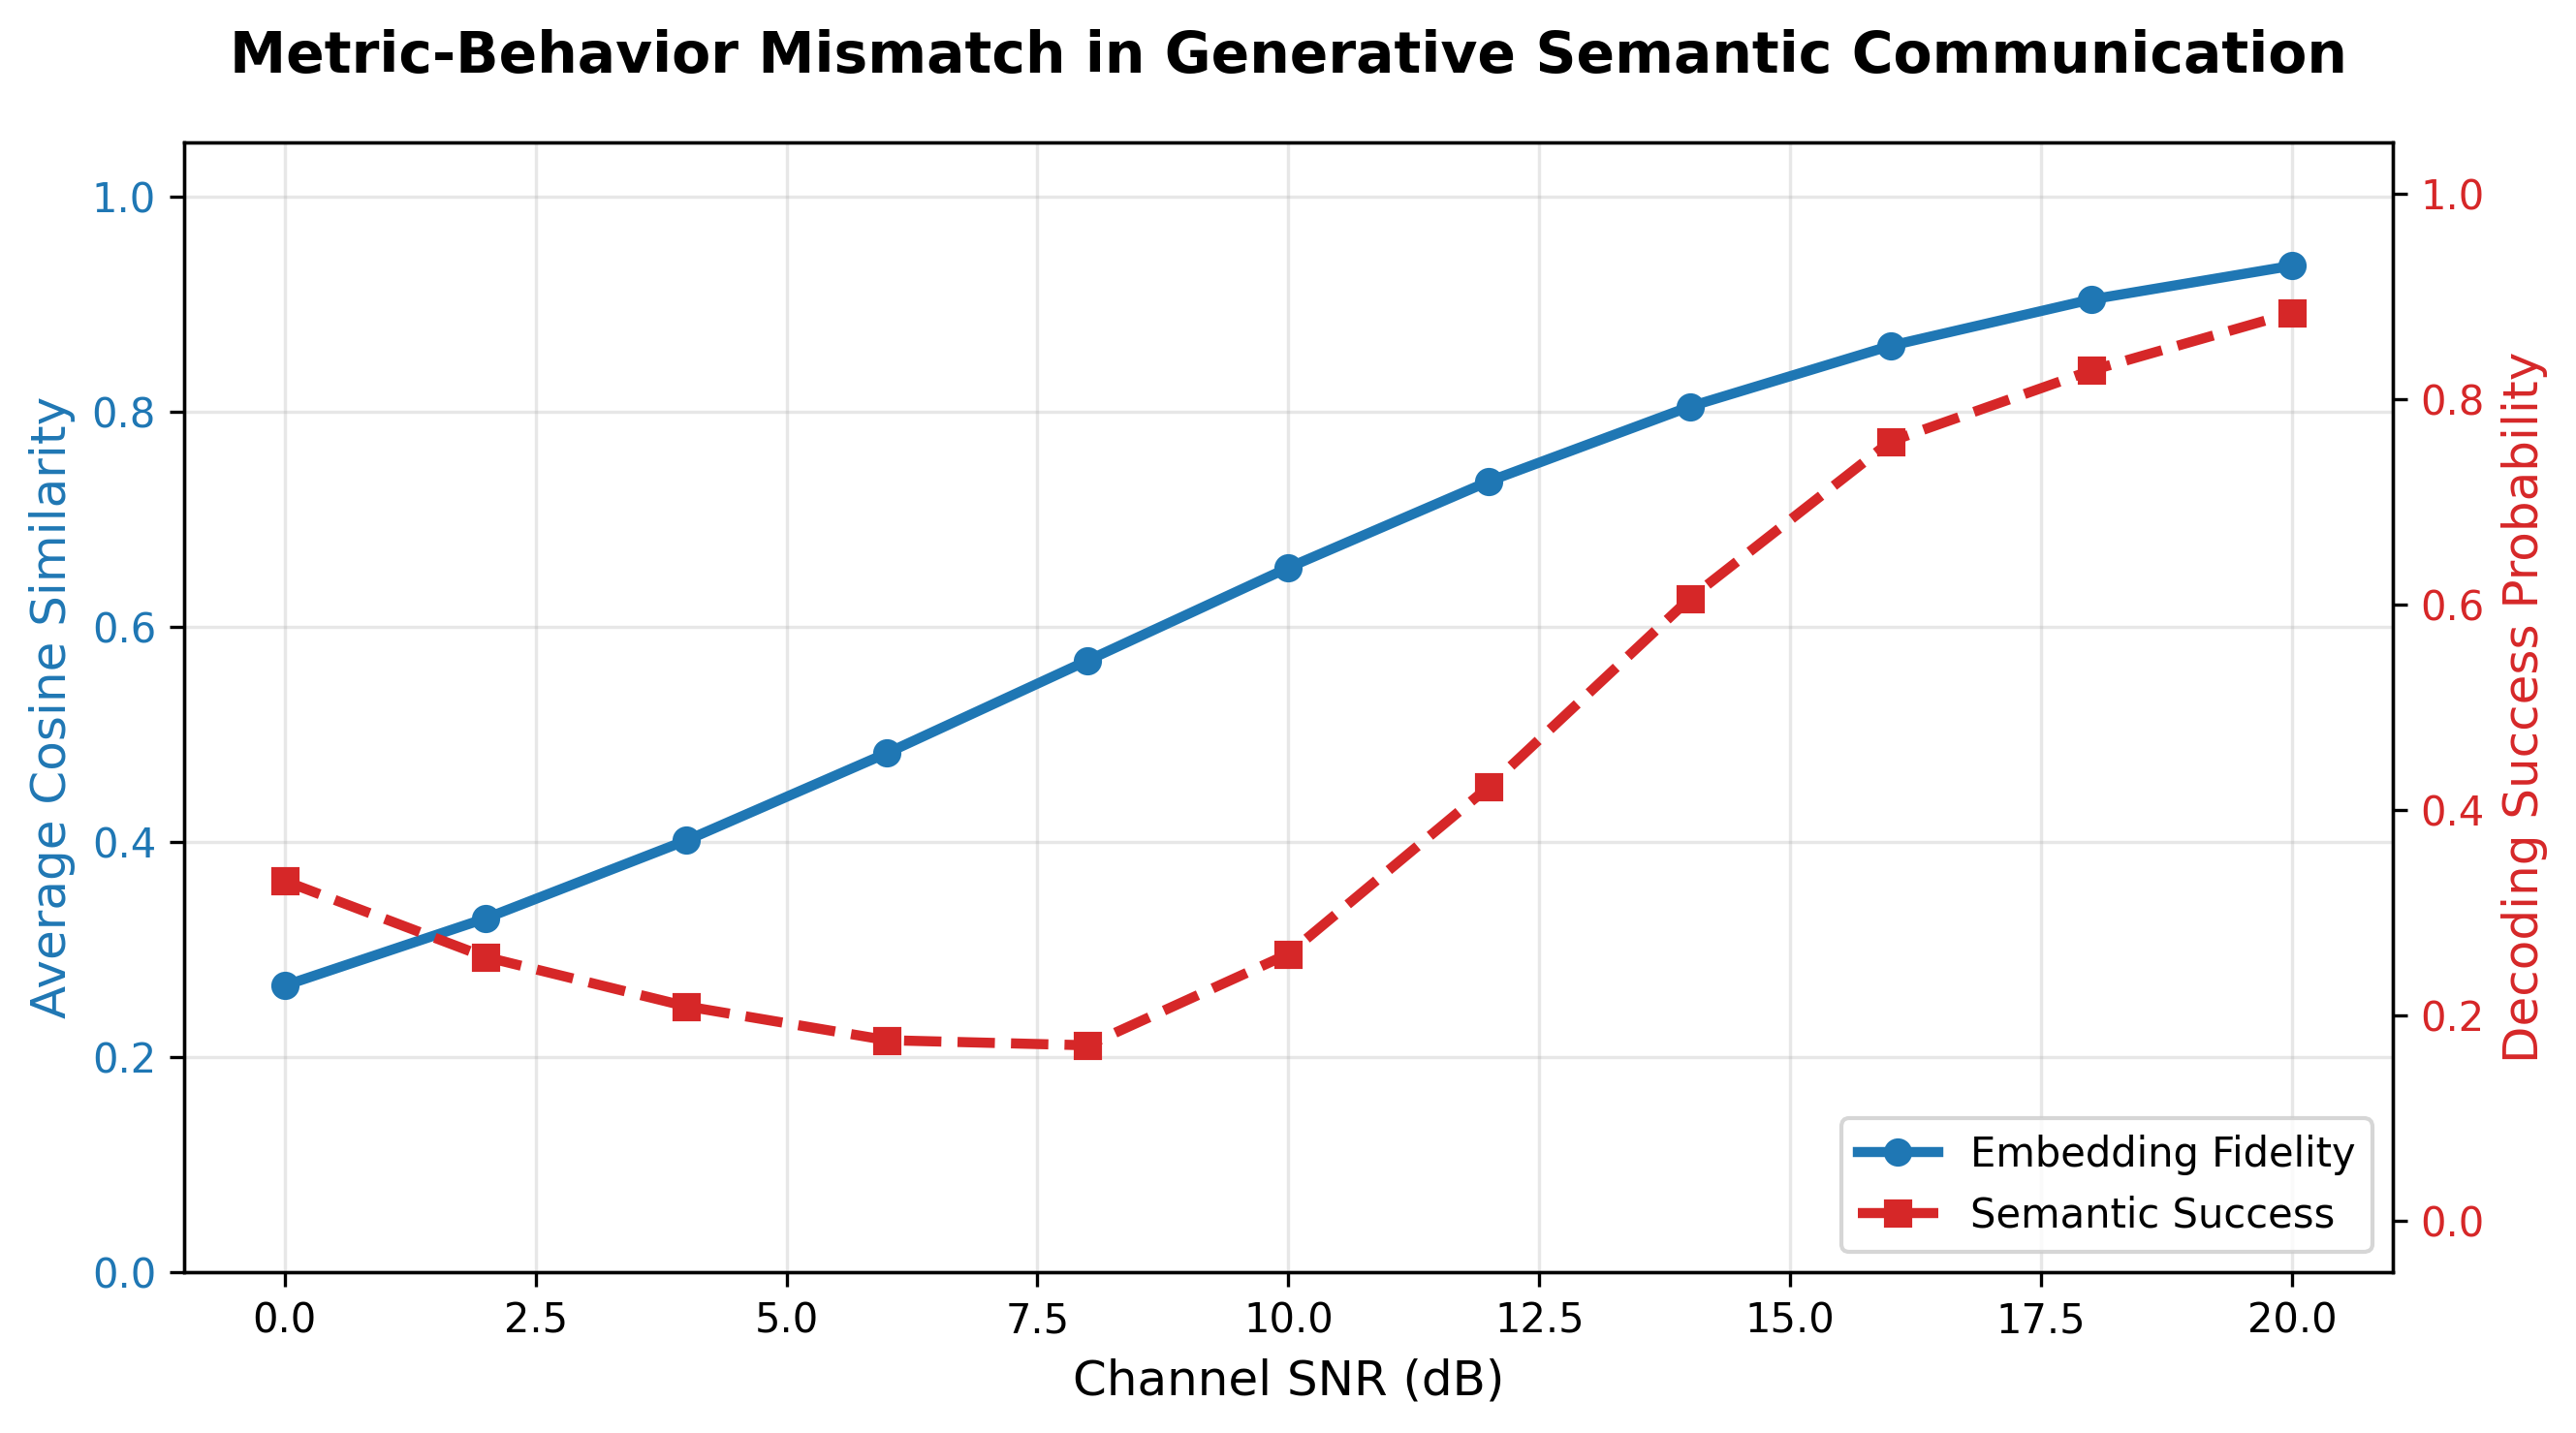 Metric-Behavior Mismatch in Generative Semantic Communication
Average Cosine Similarity
1.0
0.8
0.6
0.4
0.2
0.0
1.0
0.8
0.6
0.4
0.2
0.0
Decoding Success Probability
Embedding Fidelity
Semantic Success
0.0 2.5 5.0 7.5 10.0 12.5 15.0 17.5 20.0
Channel SNR (dB)